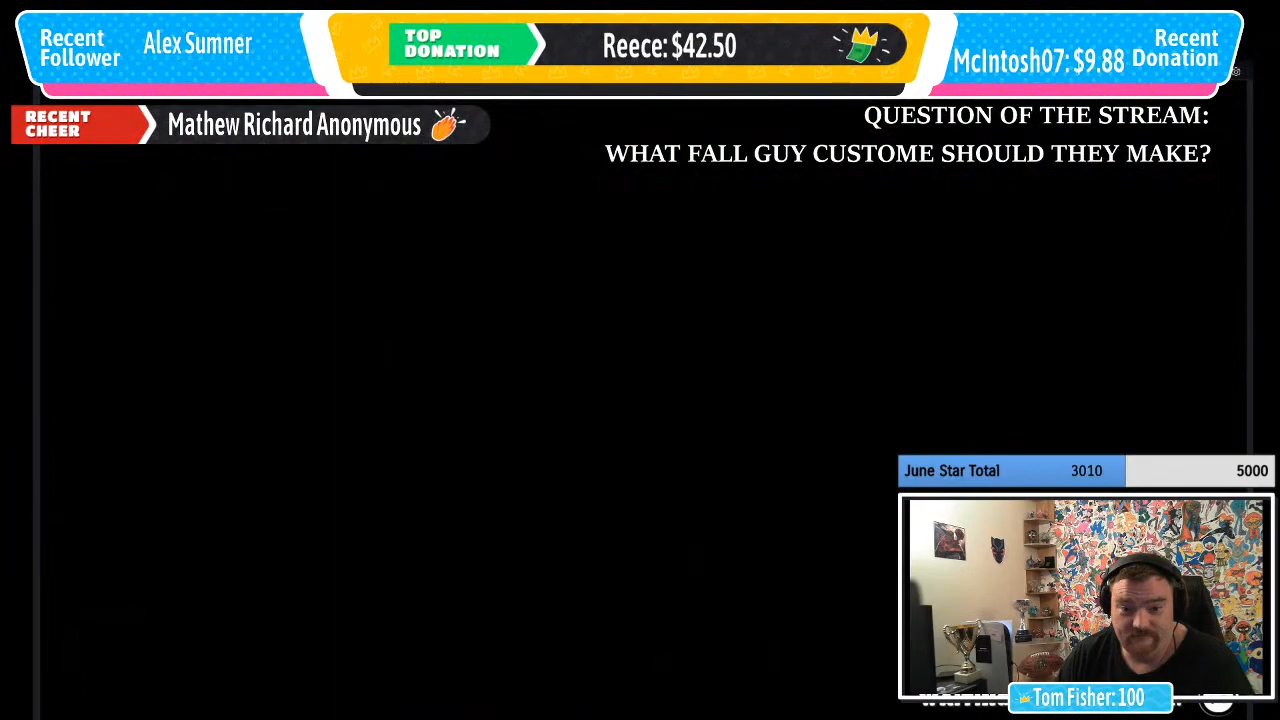 Recent
Follower
Alex Sumner
TOP
DONATION
Reece: $42.50
McIntosh07: $9.88
Recent
Donation
RECENT
CHEER
Mathew Richard Anonymous
QUESTION OF THE STREAM:
WHAT FALL GUY CUSTOME SHOULD THEY MAKE?
June Star Total 3010 5000
Tom Fisher: 100